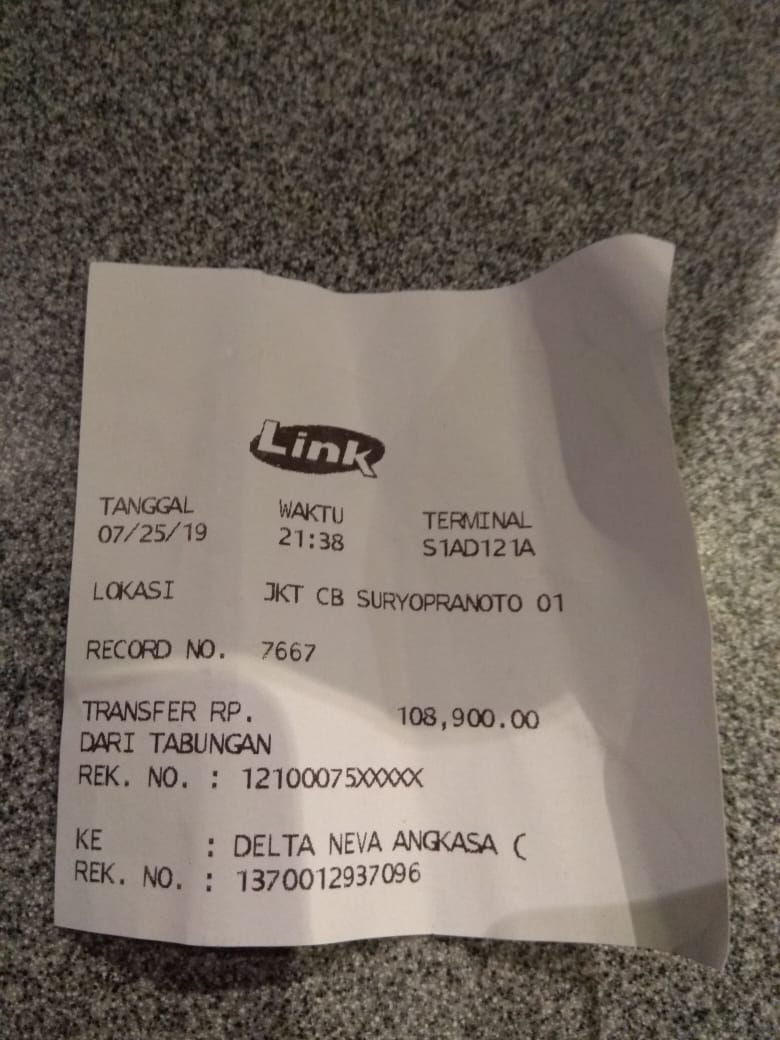 Link
TANGGAL WAKTU TERMINAL
07/25/19 21:38 S1AD121A
LOKASI JKT CB SURYOPRANOTO 01
RECORD NO. 7667
TRANSFER RP. 108,900.00
DARI TABUNGAN
REK. NO. : 12100075XXXXX
KE : DELTA NEVA ANGKASA (
REK. NO. : 1370012937096